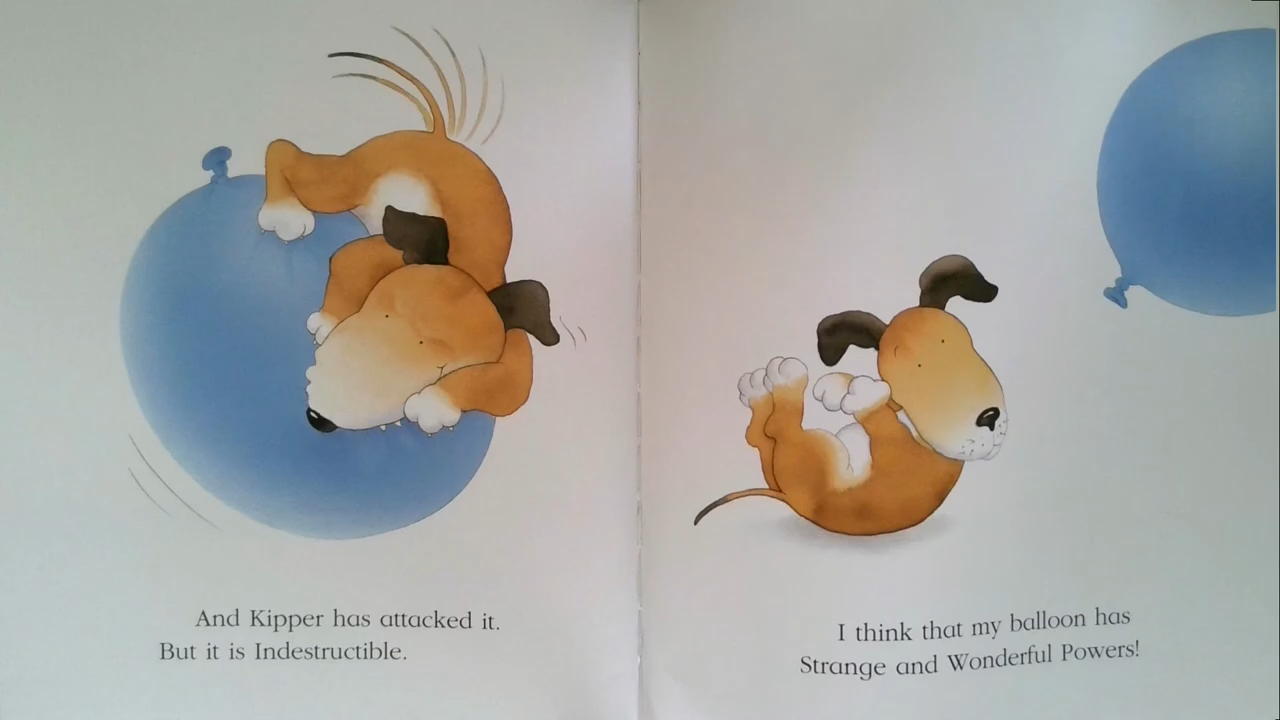 And Kipper has attacked it.
But it is Indestructible.
I think that my balloon has
Strange and Wonderful Powers!